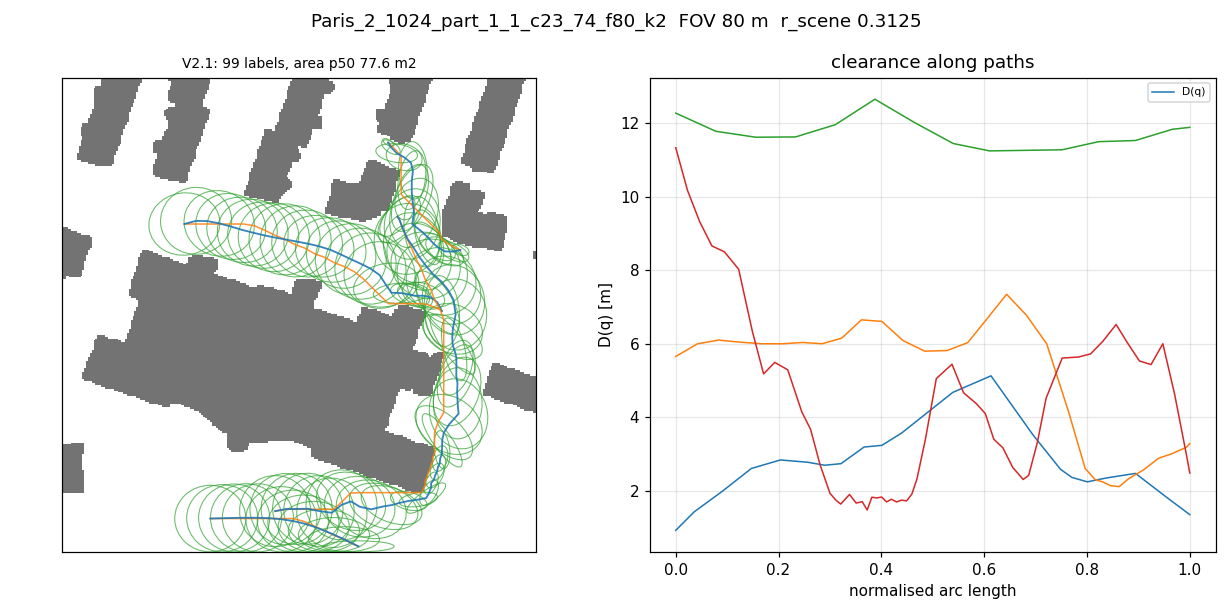 Paris_2_1024_part_1_1_c23_74_f80_k2  FOV 80 m  r_scene 0.3125
V2.1: 99 labels, area p50 77.6 m2
clearance along paths
D(q)
D(q) [m]
12
10
8
6
4
2
0.0
0.2
0.4
0.6
0.8
1.0
normalised arc length